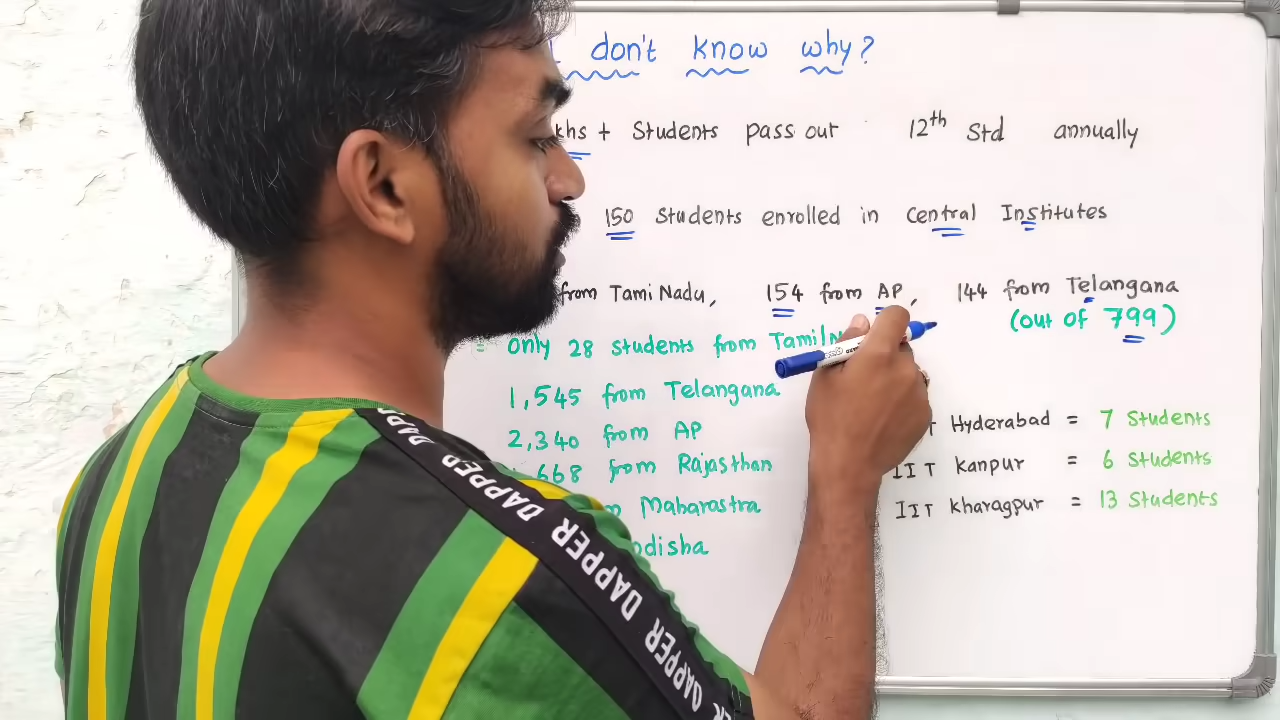 don't know why?
+ Students pass out 12th Std annually
150 Students enrolled in Central Institutes
from Tami Nadu, 154 from AP, 144 from Telangana
(out of 799)
only 28 students from
1,545 from Telangana
2,340 from AP
668 from Rajasthan
Maharastra
odisha
Hyderabad = 7 Students
IIT kanpur = 6 Students
IIT kharagpur = 13 Students
DAPPER DAPPER DAPPER DAPPER